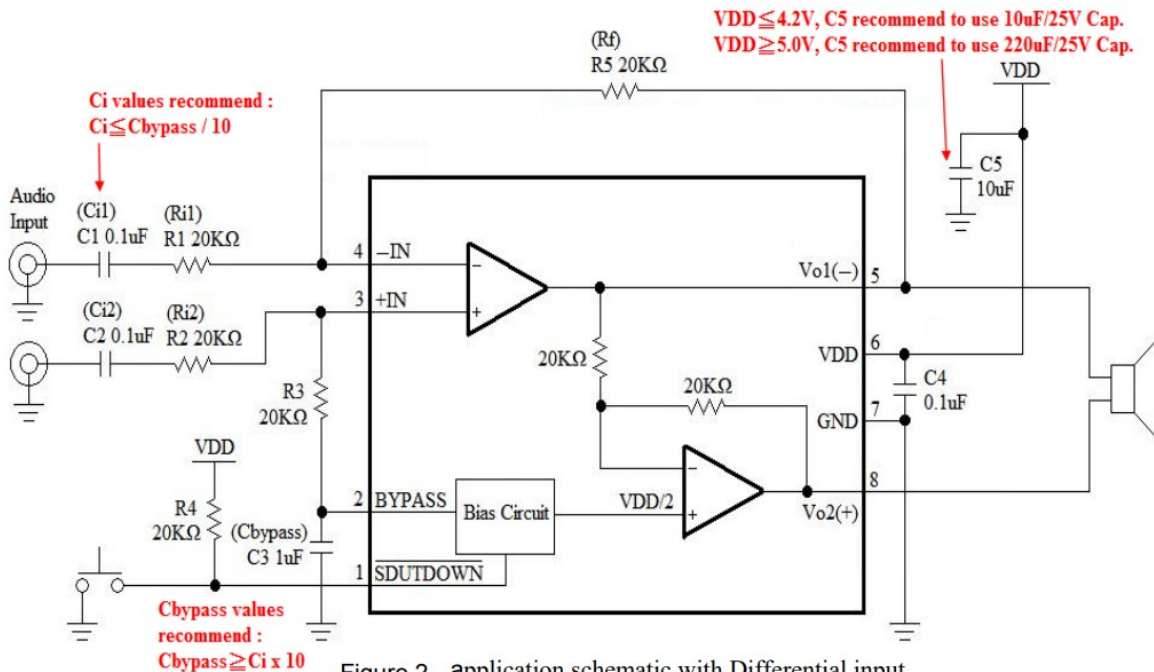 VDD≦4.2V, C5 recommend to use 10uF/25V Cap.
VDD≧5.0V, C5 recommend to use 220uF/25V Cap.
(Rf)
R5 20KΩ
VDD
Ci values recommend :
Ci≦Cbypass / 10
C5
10uF
Audio
Input
(Ci1)
C1 0.1uF
(Ri1)
R1 20KΩ
4
–IN
-
Vo1(–)
5
3
+IN
+
(Ci2)
C2 0.1uF
(Ri2)
R2 20KΩ
20KΩ
VDD
6
R3
20KΩ
20KΩ
C4
0.1uF
GND
7
VDD
-
R4
20KΩ
2
BYPASS
Bias Circuit
VDD/2
+
8
Vo2(+)
(Cbypass)
C3 1uF
1
SDUTDOWN
Cbypass values
recommend :
Cbypass≧Ci x 10
Figure 2 application schematic with Differential input